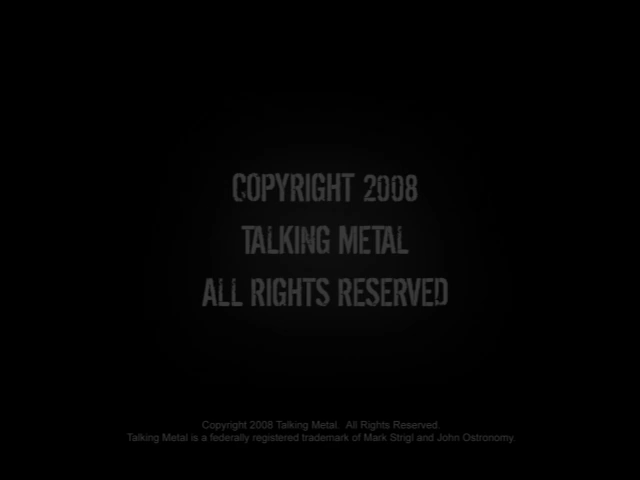 COPYRIGHT 2008
TALKING METAL
ALL RIGHTS RESERVED
Copyright 2008 Talking Metal.  All Rights Reserved.
Talking Metal is a federally registered trademark of Mark Strigl and John Ostronomy.